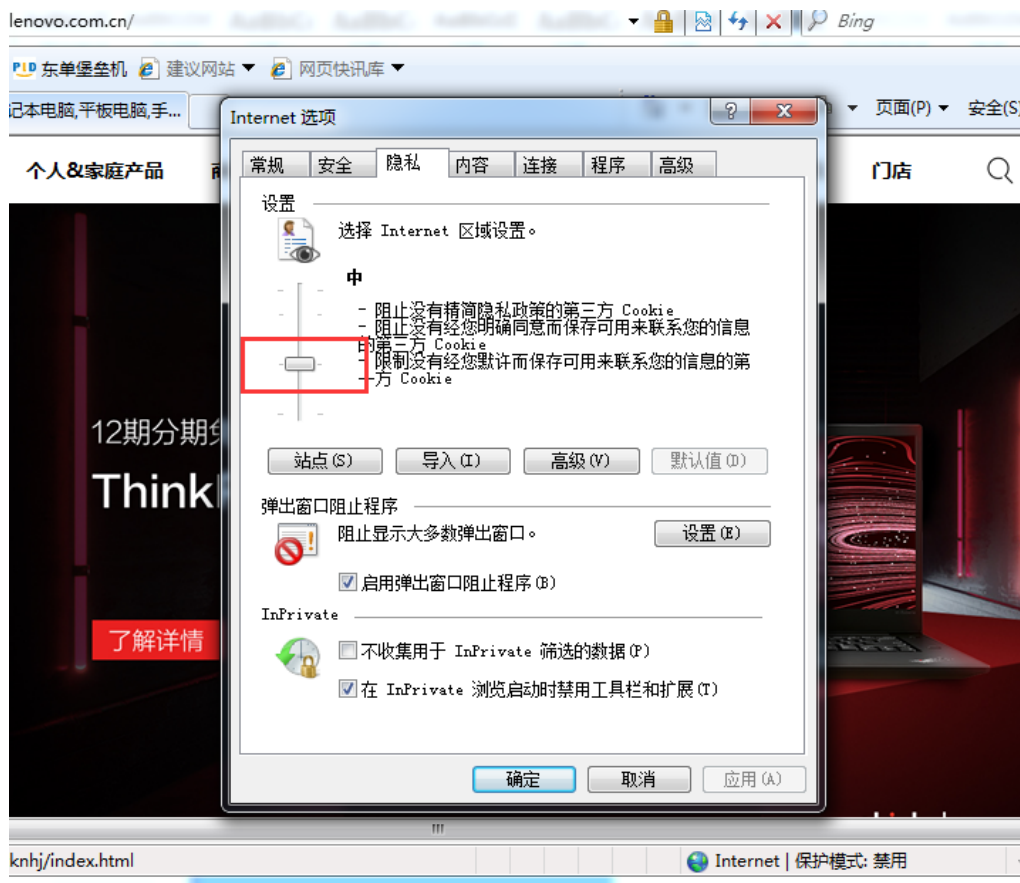 lenovo.com.cn/
Bing
东单堡垒机 建议网站 网页快讯库
记本电脑,平板电脑,手...
页面(P) 安全(S)
Internet 选项
个人&家庭产品
门店
常规 安全 隐私 内容 连接 程序 高级
设置
选择 Internet 区域设置。
中
- 阻止没有精简隐私政策的第三方 Cookie
- 阻止没有经您明确同意而保存可用来联系您的信息
的第三方 Cookie
- 限制没有经您默许而保存可用来联系您的信息的第
一方 Cookie
12期分期免
Think
站点(S) 导入(I) 高级(V) 默认值(D)
弹出窗口阻止程序
阻止显示大多数弹出窗口。
设置(E)
启用弹出窗口阻止程序(B)
InPrivate
了解详情
不收集用于 InPrivate 筛选的数据(P)
在 InPrivate 浏览启动时禁用工具栏和扩展(T)
确定 取消 应用(A)
knhj/index.html
Internet | 保护模式: 禁用